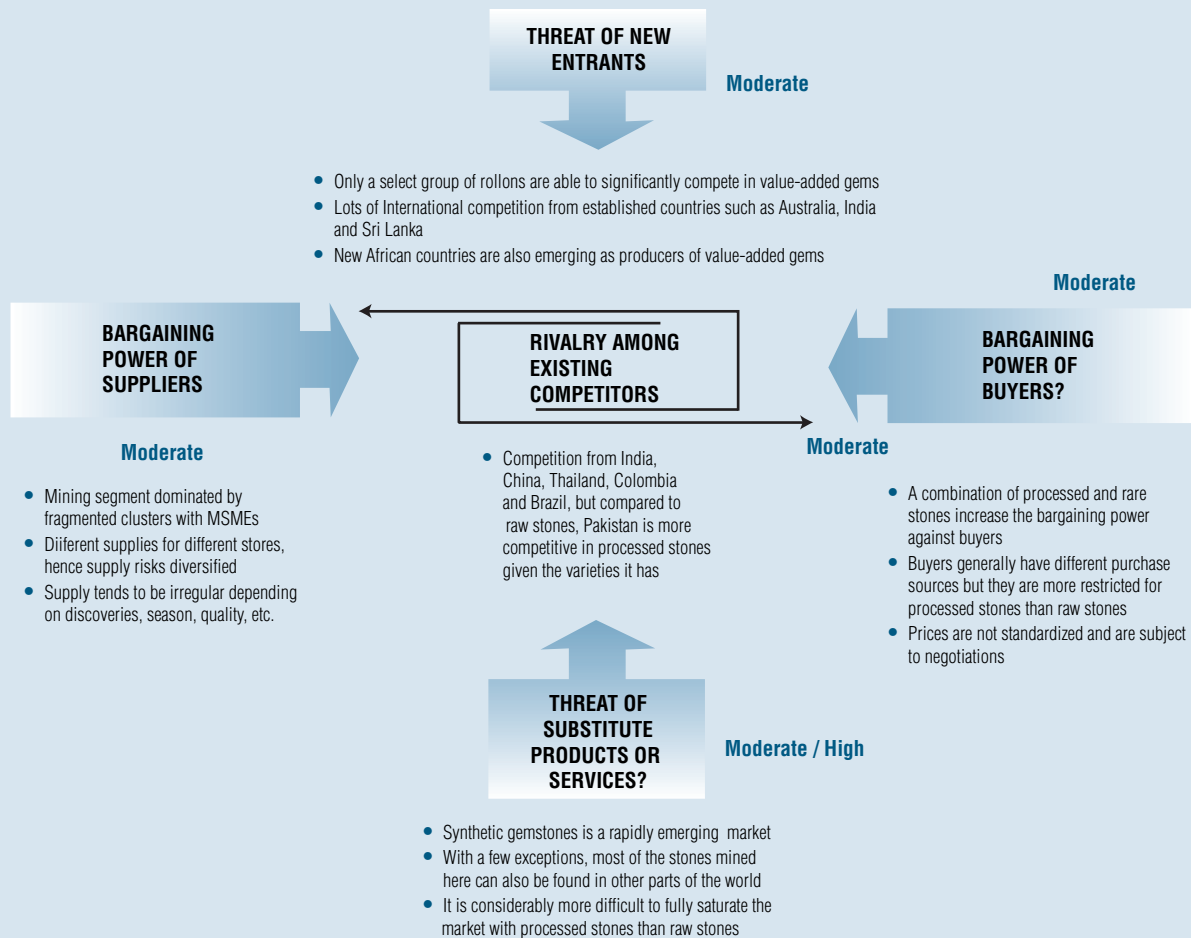 THREAT OF NEW
ENTRANTS
Moderate
• Only a select group of rollons are able to significantly compete in value-added gems
• Lots of International competition from established countries such as Australia, India
and Sri Lanka
• New African countries are also emerging as producers of value-added gems
BARGAINING
POWER OF
SUPPLIERS
Moderate
• Mining segment dominated by
fragmented clusters with MSMEs
• Diiferent supplies for different stores,
hence supply risks diversified
• Supply tends to be irregular depending
on discoveries, season, quality, etc.
RIVALRY AMONG
EXISTING
COMPETITORS
Moderate
• Competition from India,
China, Thailand, Colombia
and Brazil, but compared to
raw stones, Pakistan is more
competitive in processed stones
given the varieties it has
Moderate
BARGAINING
POWER OF
BUYERS?
• A combination of processed and rare
stones increase the bargaining power
against buyers
• Buyers generally have different purchase
sources but they are more restricted for
processed stones than raw stones
• Prices are not standardized and are subject
to negotiations
THREAT OF
SUBSTITUTE
PRODUCTS OR
SERVICES?
Moderate / High
• Synthetic gemstones is a rapidly emerging market
• With a few exceptions, most of the stones mined
here can also be found in other parts of the world
• It is considerably more difficult to fully saturate the
market with processed stones than raw stones